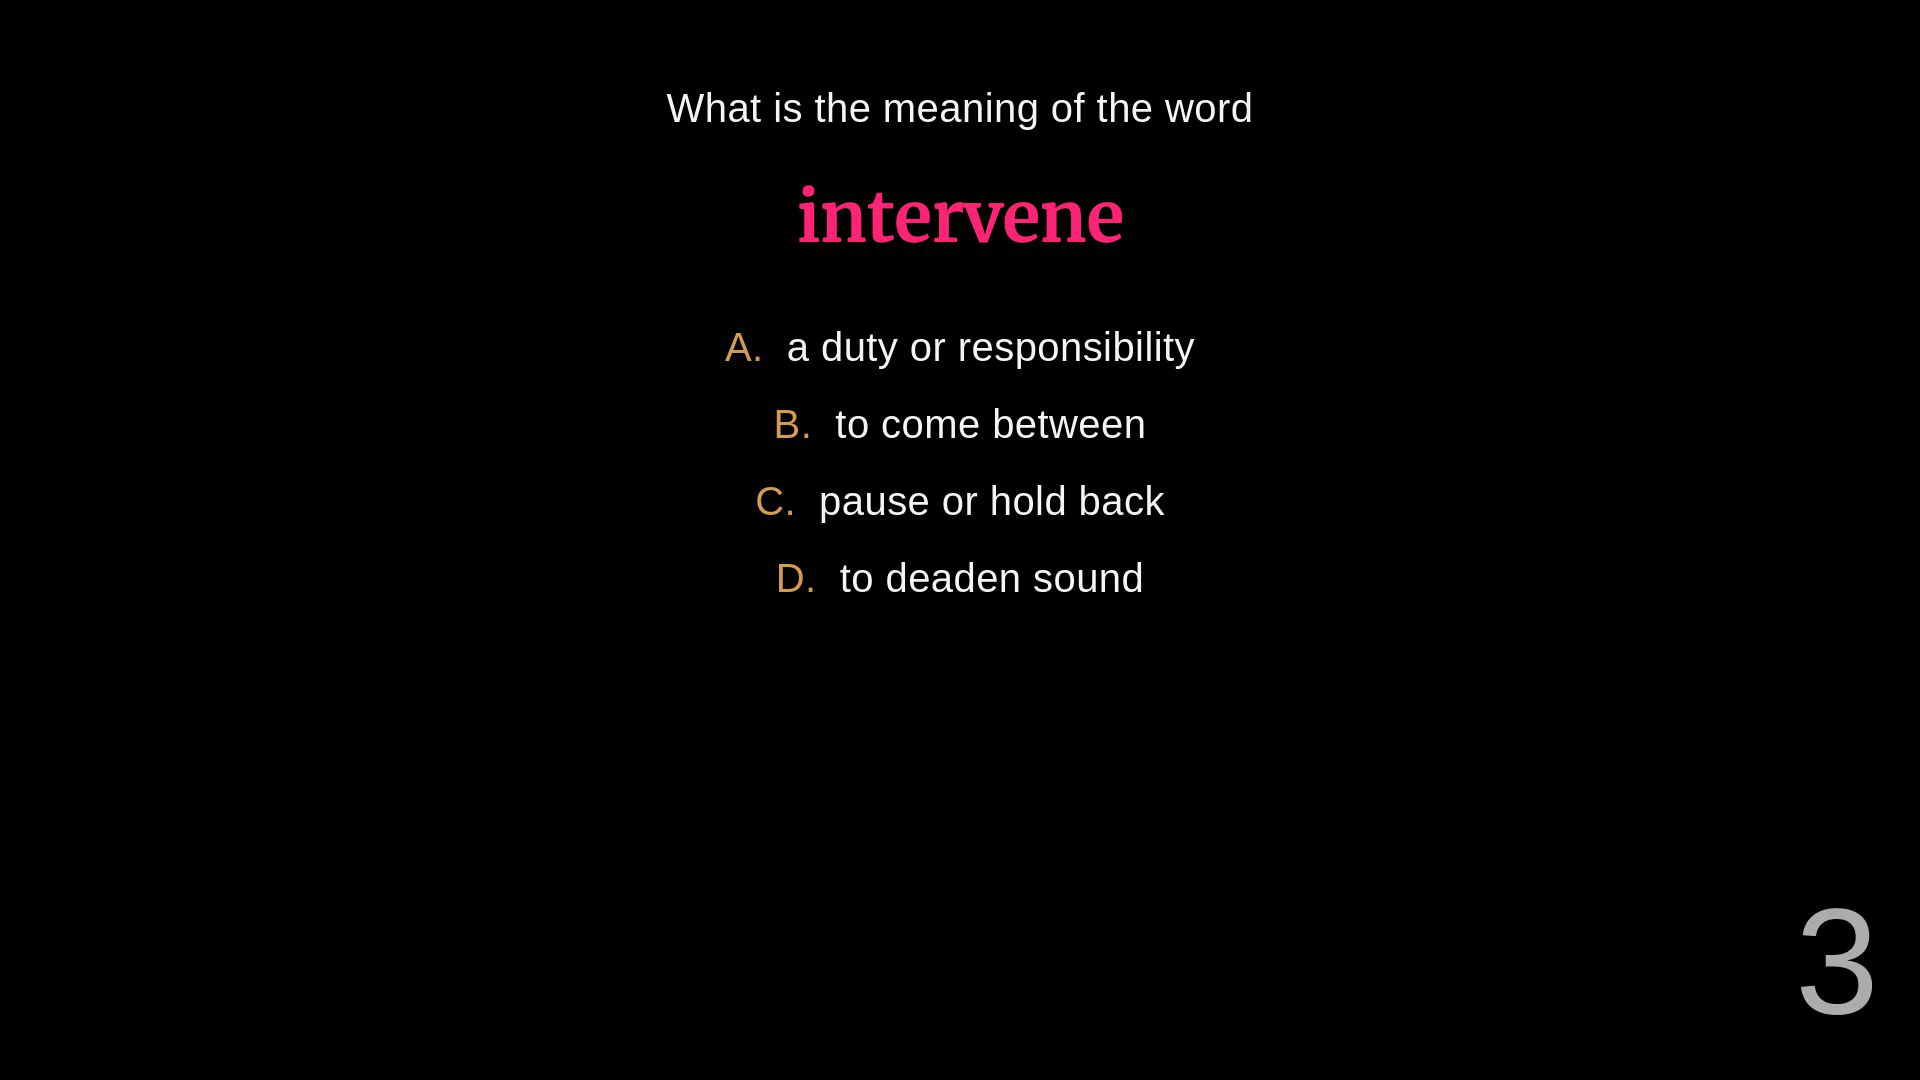 What is the meaning of the word
intervene
A. a duty or responsibility
B. to come between
C. pause or hold back
D. to deaden sound
3